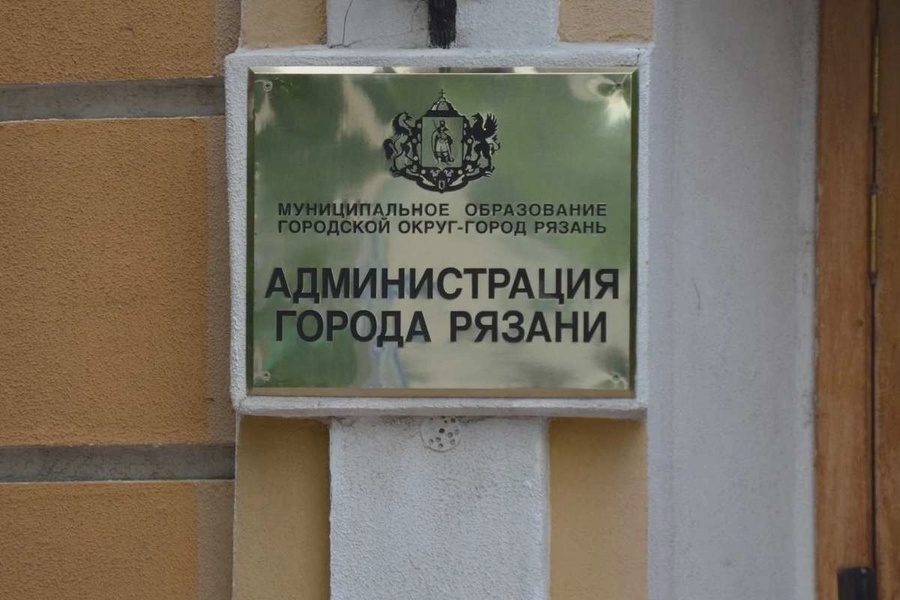 МУНИЦИПАЛЬНОЕ ОБРАЗОВАНИЕ
ГОРОДСКОЙ ОКРУГ-ГОРОД РЯЗАНЬ
АДМИНИСТРАЦИЯ
ГОРОДА РЯЗАНИ